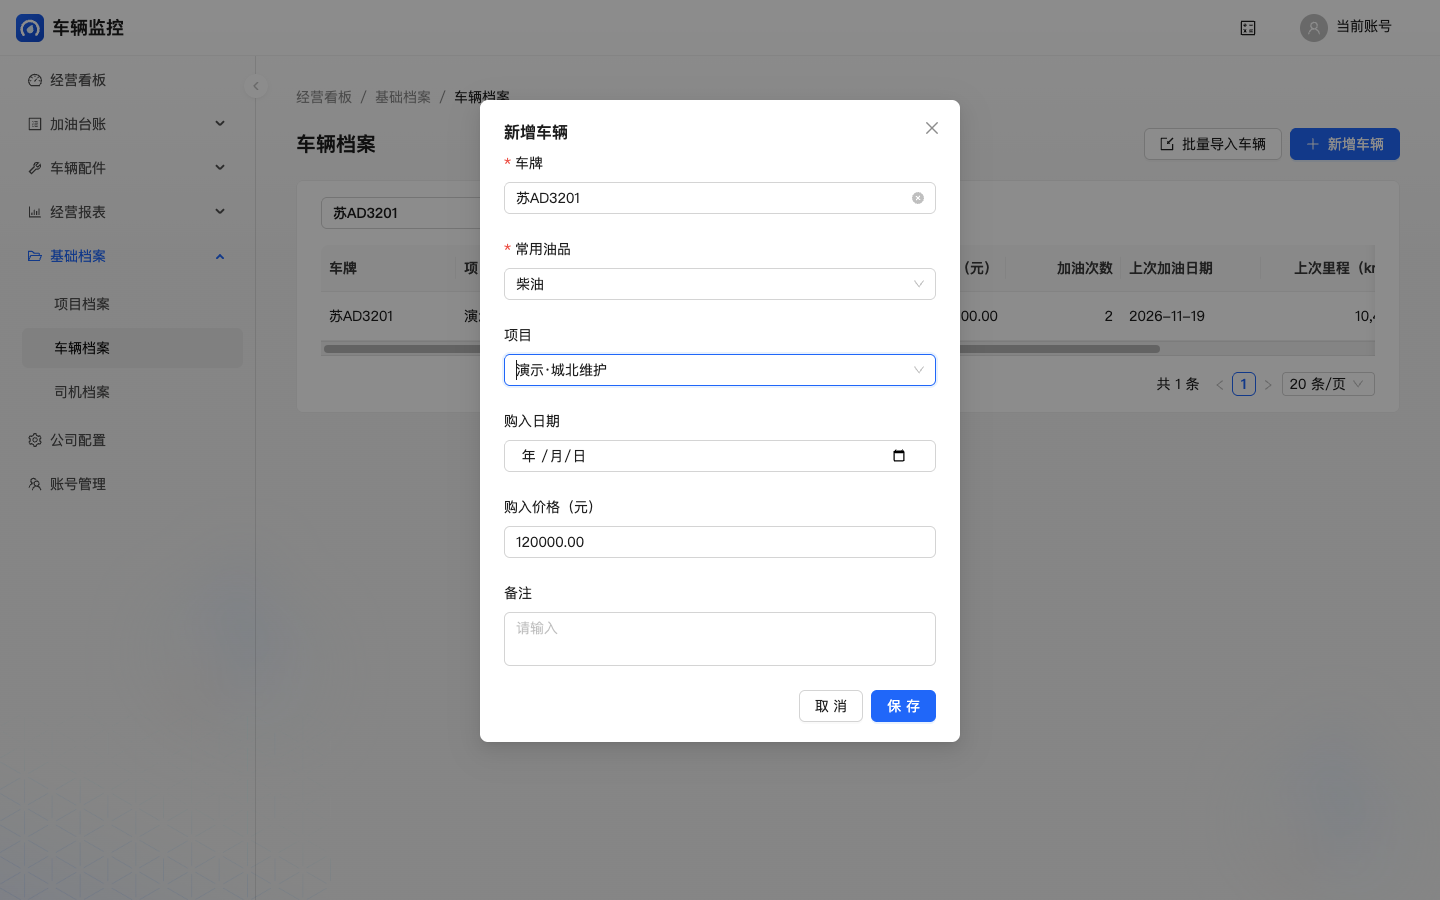 车辆监控
当前账号
经营看板
加油台账
车辆配件
经营报表
基础档案
项目档案
车辆档案
司机档案
公司配置
账号管理
经营看板 / 基础档案 / 车辆档案
车辆档案
批量导入车辆
新增车辆
苏AD3201
车牌 项 (元) 加油次数 上次加油日期 上次里程 (
苏AD3201 00.00 2 2026-11-19 10,
共 1 条 1 20 条/页
新增车辆
* 车牌
苏AD3201
* 常用油品
柴油
项目
演示·城北维护
购入日期
年 /月/日
购入价格 (元)
120000.00
备注
请输入
取 消
保 存